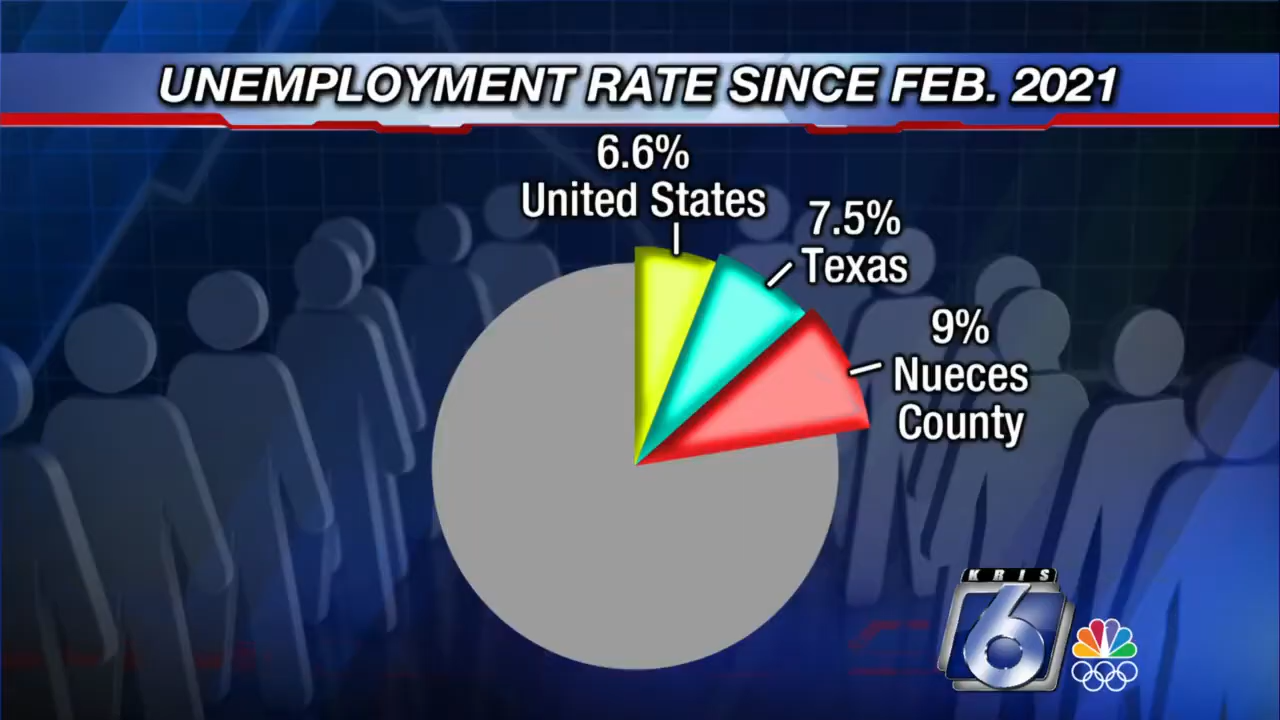 UNEMPLOYMENT RATE SINCE FEB. 2021
6.6%
United States
7.5%
Texas
9%
Nueces
County
KRIS
6